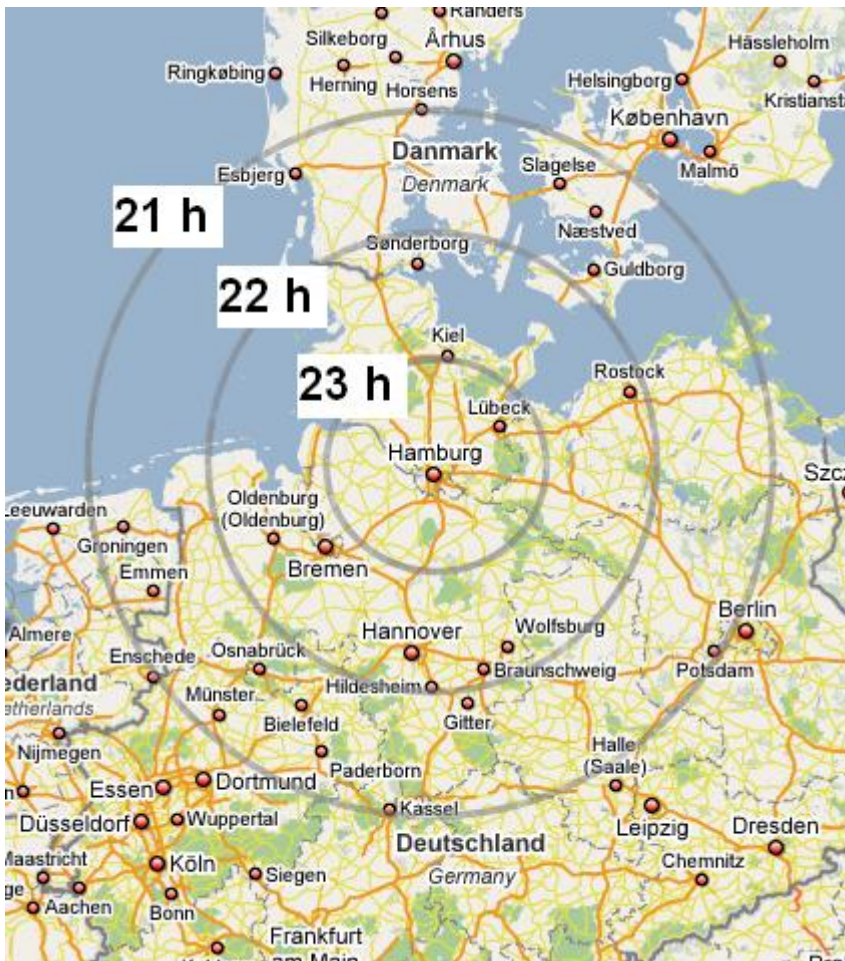 Randers
Silkeborg
Århus
Hässleholm
Ringkøbing
Herning
Helsingborg
Horsens
Kristiansta
København
Danmark
Denmark
Slagelse
Malmö
Esbjerg
21 h
Næstved
Sønderborg
Guldborg
22 h
Kiel
Rostock
23 h
Lübeck
Hamburg
Szcz
Oldenburg
(Oldenburg)
Leeuwarden
Groningen
Bremen
Emmen
Berlin
Almere
Hannover
Wolfsburg
Enschede
Osnabrück
Braunschweig
Potsdam
ederland
etherlands
Münster
Hildesheim
Bielefeld
Gitter
Nijmegen
Halle
(Saale)
Paderborn
Essen
Dortmund
Kassel
Düsseldorf
Wuppertal
Leipzig
Dresden
Deutschland
Germany
Maastricht
Köln
Siegen
Chemnitz
Aachen
Bonn
Frankfurt
am Main